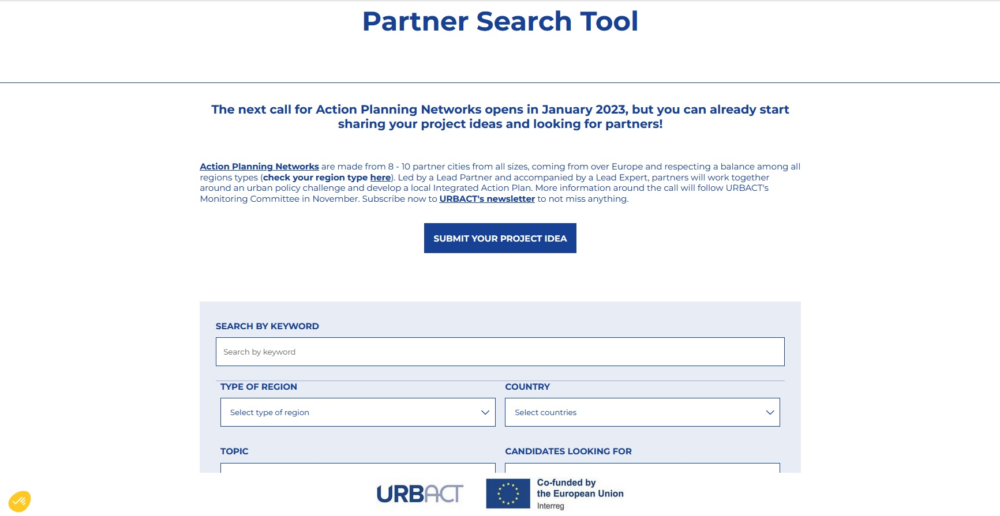 Partner Search Tool
The next call for Action Planning Networks opens in January 2023, but you can already start
sharing your project ideas and looking for partners!
Action Planning Networks are made from 8 - 10 partner cities from all sizes, coming from over Europe and respecting a balance among all
regions types (check your region type here). Led by a Lead Partner and accompanied by a Lead Expert, partners will work together
around an urban policy challenge and develop a local Integrated Action Plan. More information around the call will follow URBACT's
Monitoring Committee in November. Subscribe now to URBACT's newsletter to not miss anything.
SUBMIT YOUR PROJECT IDEA
SEARCH BY KEYWORD
Search by keyword
TYPE OF REGION
COUNTRY
Select type of region
Select countries
TOPIC
CANDIDATES LOOKING FOR
URBACT
Co-funded by
the European Union
Interreg